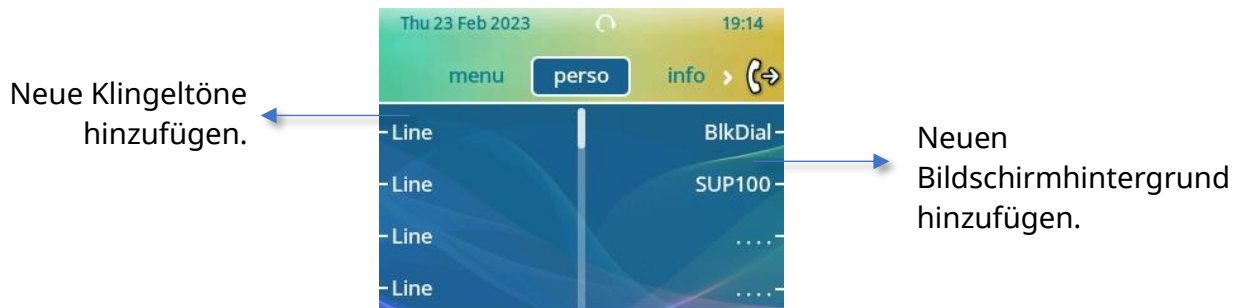 Thu 23 Feb 2023 19:14
menu perso info
Neue Klingeltöne
hinzufügen.
Line BlkDial
Line SUP100
Line ....
Line ....
Neuen
Bildschirmhintergrund
hinzufügen.